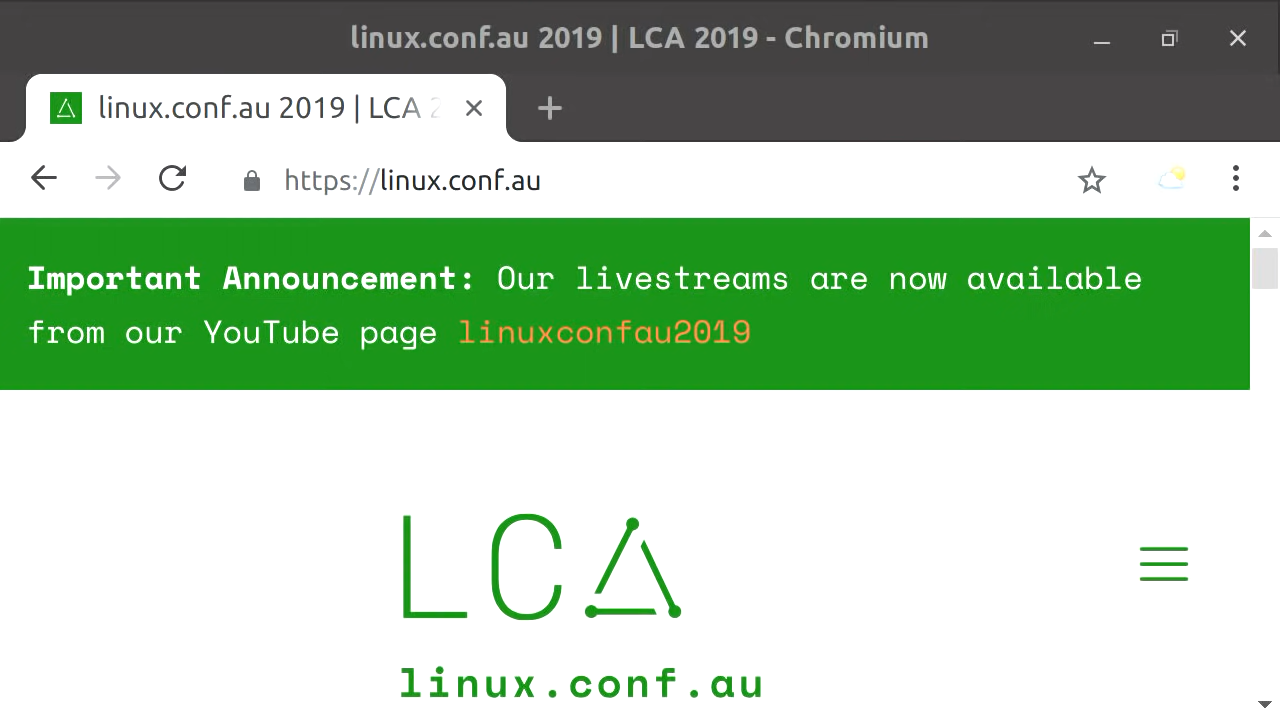 linux.conf.au 2019 | LCA 2019 - Chromium
linux.conf.au 2019 | LCA 2
https://linux.conf.au
Important Announcement: Our livestreams are now available
from our YouTube page linuxconfau2019
LCA
linux.conf.au